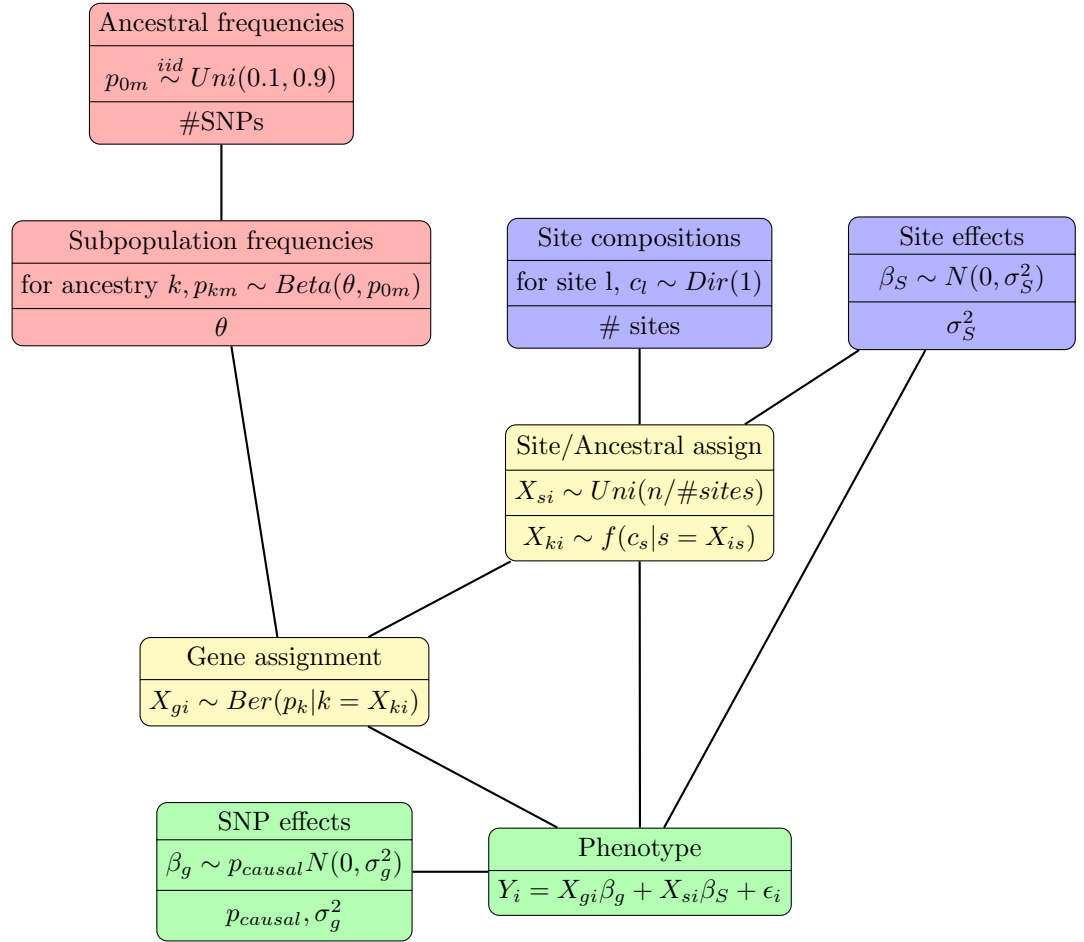 Ancestral frequencies
p_{0m} \overset{iid}{\sim} Uni(0.1, 0.9)
#SNPs
Subpopulation frequencies
for ancestry k, p_{km} ∼ Beta(θ, p_{0m})
θ
Site compositions
for site l, c_l ∼ Dir(1)
# sites
Site effects
β_S ∼ N(0, σ_S^2)
σ_S^2
Site/Ancestral assign
X_{si} ∼ Uni(n/#sites)
X_{ki} ∼ f(c_s|s = X_{is})
Gene assignment
X_{gi} ∼ Ber(p_k|k = X_{ki})
SNP effects
β_g ∼ p_{causal}N(0, σ_g^2)
p_{causal}, σ_g^2
Phenotype
Y_i = X_{gi}β_g + X_{si}β_S + ϵ_i